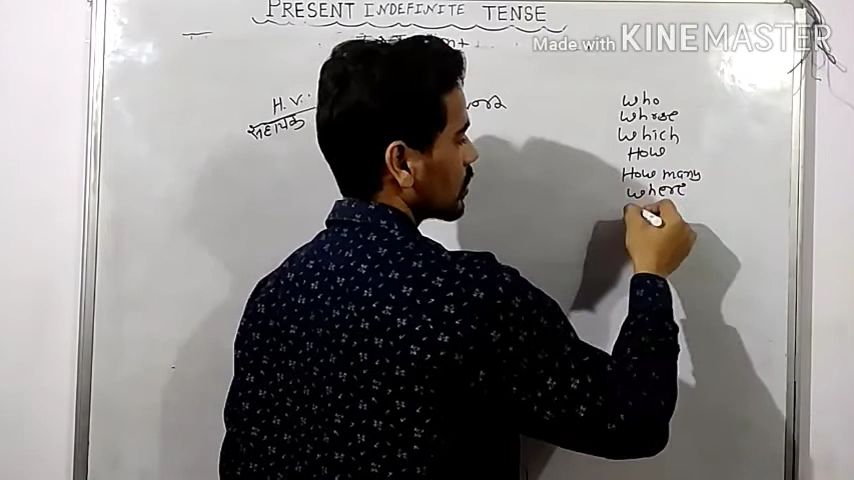 PRESENT INDEFINITE TENSE
Made with KINEMASTER
H.V.
सहायक
who
whose
which
How
How many
where